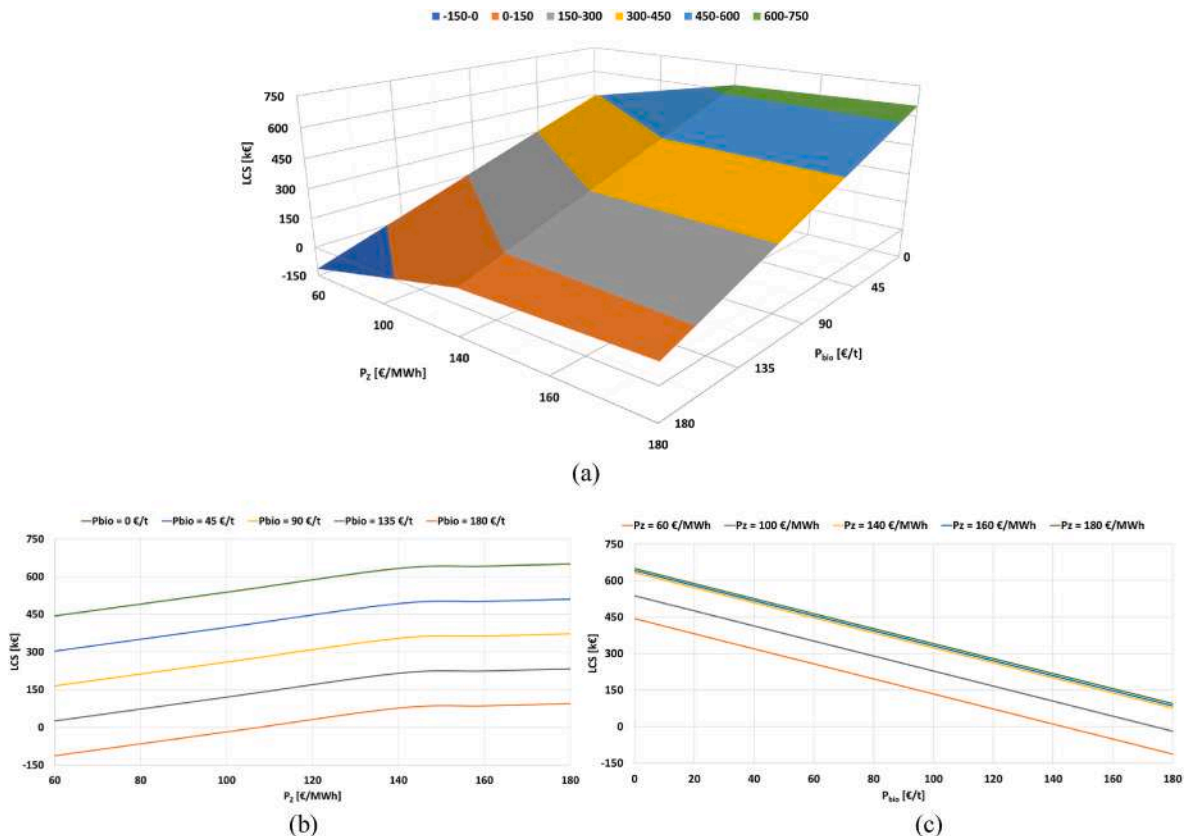 -150-0 0-150 150-300 300-450 450-600 600-750
750
600
450
300
150
0
-150
LCS [k€]
60
100
140
160
180
P_Z [€/MWh]
0
45
90
135
180
P_bio [€/t]
(a)
Pbio = 0 €/t Pbio = 45 €/t Pbio = 90 €/t Pbio = 135 €/t Pbio = 180 €/t
750
600
450
300
150
0
-150
LCS [k€]
60 80 100 120 140 160 180
P_Z [€/MWh]
(b)
Pz = 60 €/MWh Pz = 100 €/MWh Pz = 140 €/MWh Pz = 160 €/MWh Pz = 180 €/MWh
750
600
450
300
150
0
-150
LCS [k€]
0 20 40 60 80 100 120 140 160 180
P_bio [€/t]
(c)